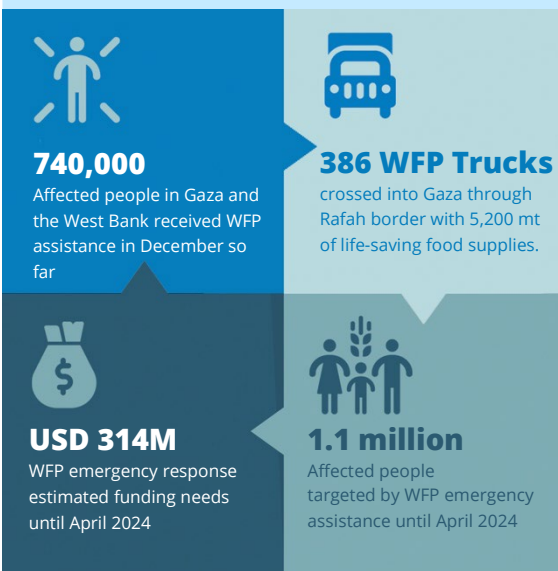 740,000
Affected people in Gaza and
the West Bank received WFP
assistance in December so
far
386 WFP Trucks
crossed into Gaza through
Rafah border with 5,200 mt
of life-saving food supplies.
$
USD 314M
WFP emergency response
estimated funding needs
until April 2024
1.1 million
Affected people
targeted by WFP emergency
assistance until April 2024